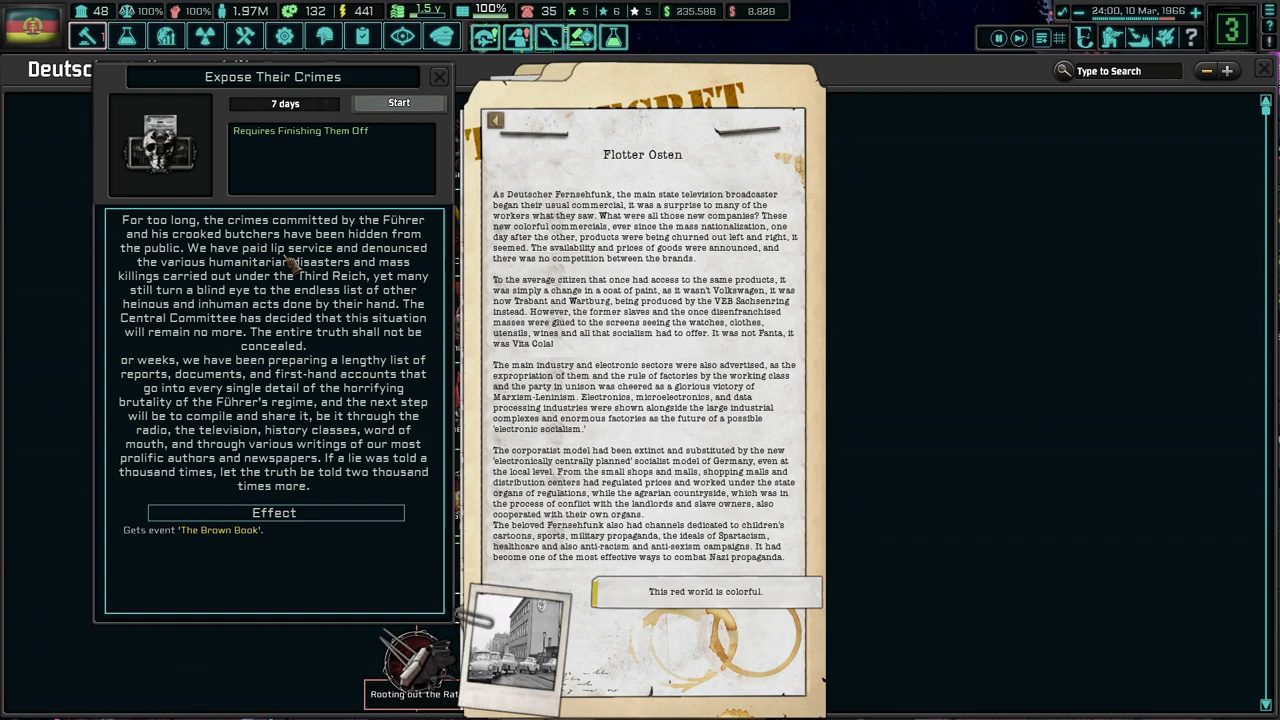 48
100%
100%
1.97M
132
441
1.5 v
100%
35
5
6
5
235.58B
8.82B
24:00, 10 Mar, 1966
3
Deutsc
Type to Search
Expose Their Crimes
7 days
Start
Requires Finishing Them Off
For too long, the crimes committed by the Führer
and his crooked butchers have been hidden from
the public. We have paid lip service and denounced
the various humanitarian disasters and mass
killings carried out under the Third Reich, yet many
still turn a blind eye to the endless list of other
heinous and inhuman acts done by their hand. The
Central Committee has decided that this situation
will remain no more. The entire truth shall not be
concealed.
or weeks, we have been preparing a lengthy list of
reports, documents, and first-hand accounts that
go into every single detail of the horrifying
brutality of the Führer's regime, and the next step
will be to compile and share it, be it through the
radio, the television, history classes, word of
mouth, and through various writings of our most
prolific authors and newspapers. If a lie was told a
thousand times, let the truth be told two thousand
times more.
Effect
Gets event 'The Brown Book'.
Rooting out the Rat
Flotter Osten
As Deutscher Fernsehfunk, the main state television broadcaster
began their usual commercial, it was a surprise to many of the
workers what they saw. What were all those new companies? These
new colorful commercials, ever since the mass nationalization, one
day after the other, products were being churned out left and right, it
seemed. The availability and prices of goods were announced, and
there was no competition between the brands.
To the average citizen that once had access to the same products, it
was simply a change in a coat of paint, as it wasn't Volkswagen, it was
now Trabant and Wartburg, being produced by the VEB Sachsenring
instead. However, the former slaves and the once disenfranchised
masses were glued to the screens seeing the watches, clothes,
utensils, wines and all that socialism had to offer. It was not Fanta, it
was Vita Cola!
The main industry and electronic sectors were also advertised, as the
expropriation of them and the rule of factories by the working class
and the party in unison was cheered as a glorious victory of
Marxism-Leninism. Electronics, microelectronics, and data
processing industries were shown alongside the large industrial
complexes and enormous factories as the future of a possible
'electronic socialism.'
The corporatist model had been extinct and substituted by the new
'electronically centrally planned' socialist model of Germany, even at
the local level. From the small shops and malls, shopping malls and
distribution centers had regulated prices and worked under the state
organs of regulations, while the agrarian countryside, which was in
the process of conflict with the landlords and slave owners, also
cooperated with their own organs.
The beloved Fernsehfunk also had channels dedicated to children's
cartoons, sports, military propaganda, the ideals of Spartacism,
healthcare and also anti-racism and anti-sexism campaigns. It had
become one of the most effective ways to combat Nazi propaganda.
This red world is colorful.